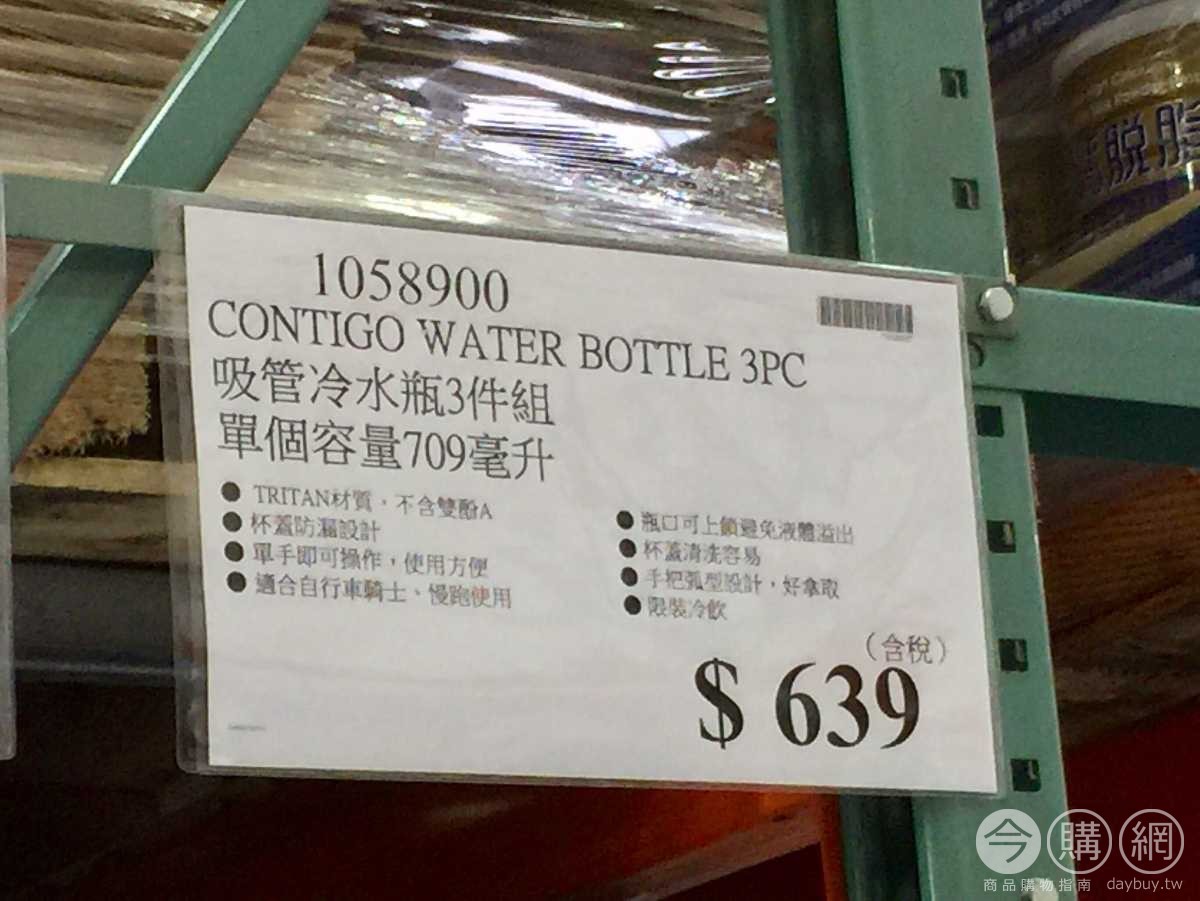 脫脂
1058900
CONTIGO WATER BOTTLE 3PC
吸管冷水瓶3件組
單個容量709毫升
● TRITAN材質，不含雙酚A
● 杯蓋防漏設計
● 單手即可操作，使用方便
● 適合自行車騎士、慢跑使用
● 瓶口可上鎖避免液體溢出
● 杯蓋清洗容易
● 手把弧型設計，好拿取
● 限裝冷飲
(含稅)
$ 639
今購網
商品購物指南 daybuy.tw